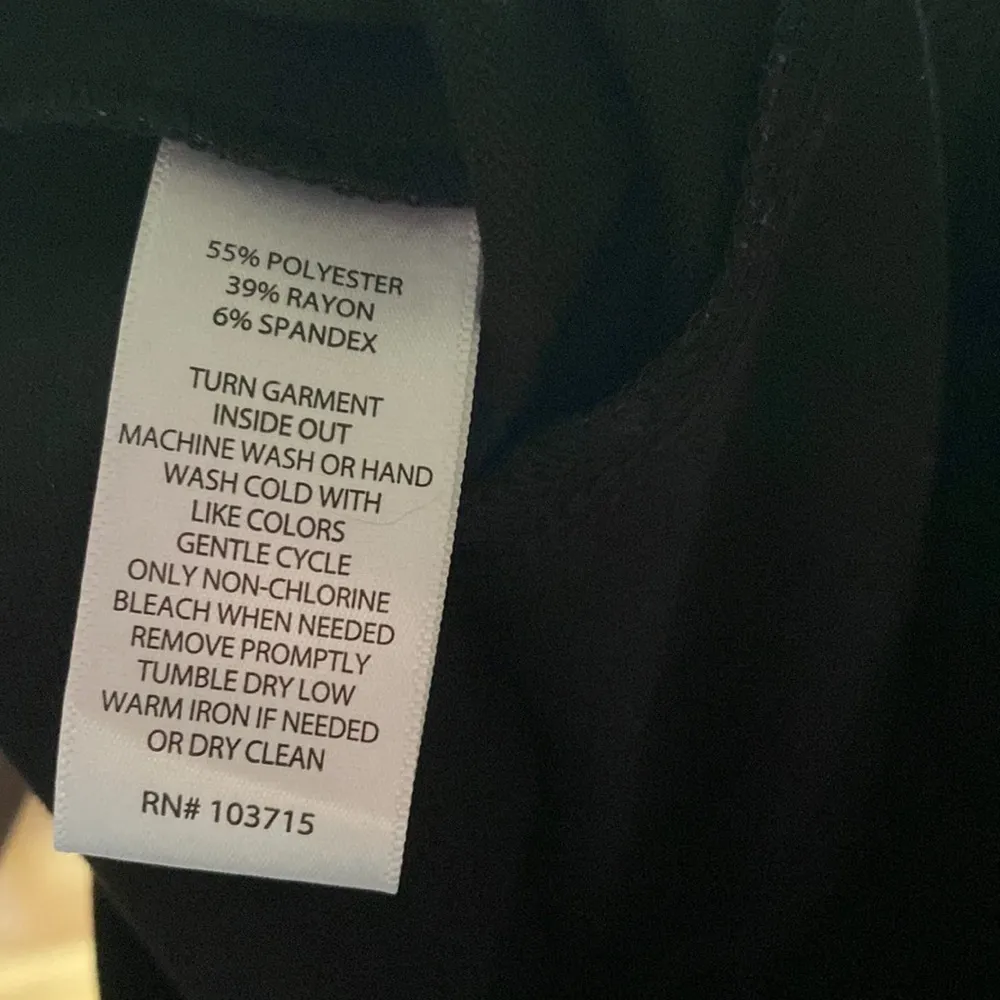 55% POLYESTER
39% RAYON
6% SPANDEX
TURN GARMENT
INSIDE OUT
MACHINE WASH OR HAND
WASH COLD WITH
LIKE COLORS
GENTLE CYCLE
ONLY NON-CHLORINE
BLEACH WHEN NEEDED
REMOVE PROMPTLY
TUMBLE DRY LOW
WARM IRON IF NEEDED
OR DRY CLEAN
RN# 103715